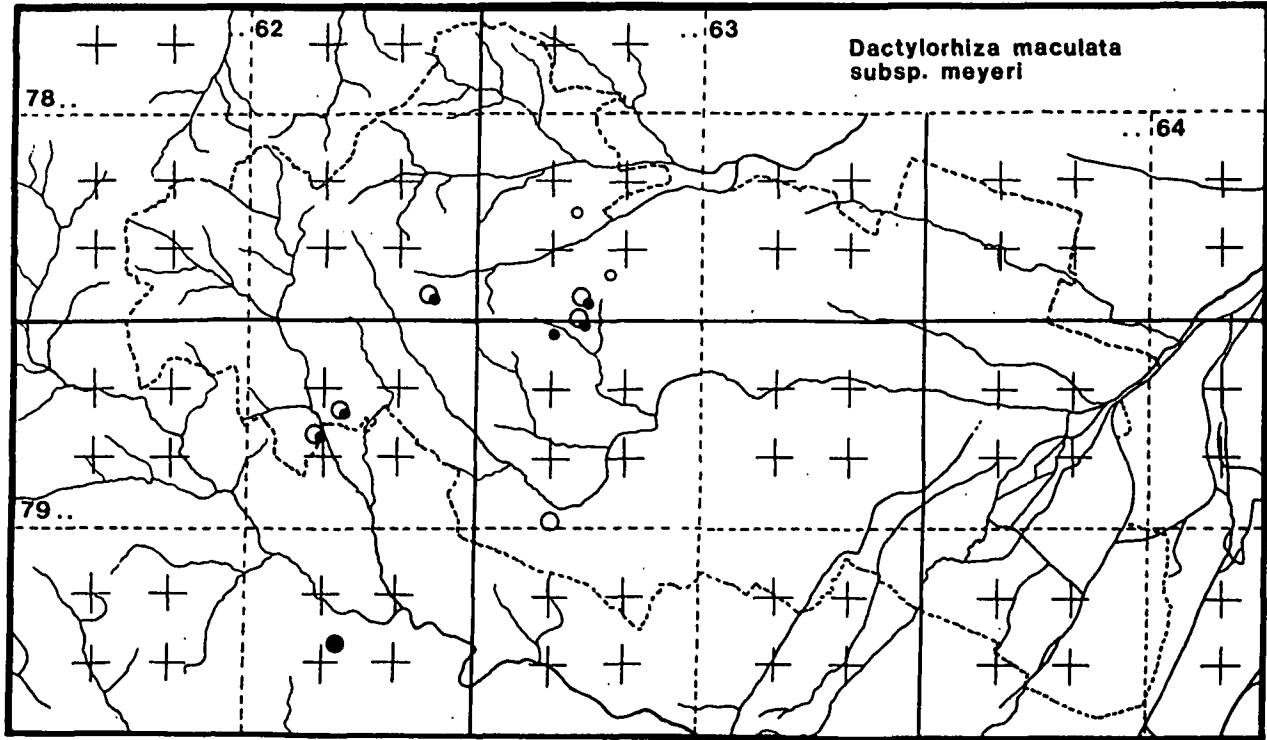 ..62
..63
Dactylorhiza maculata
subsp. meyeri
78..
..64
79..